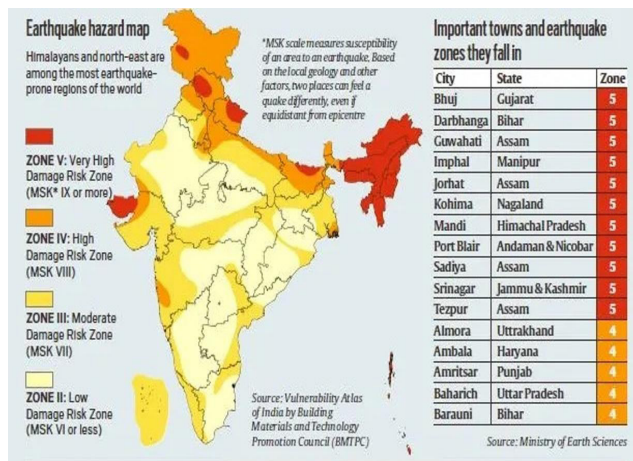 Earthquake hazard map
Himalayans and north-east are
among the most earthquake-
prone regions of the world
*MSK scale measures susceptibility
of an area to an earthquake. Based
on the local geology and other
factors, two places can feel a
quake differently, even if
equidistant from epicentre
ZONE V: Very High
Damage Risk Zone
(MSK* IX or more)
ZONE IV: High
Damage Risk Zone
(MSK VIII)
ZONE III: Moderate
Damage Risk Zone
(MSK VII)
ZONE II: Low
Damage Risk Zone
(MSK VI or less)
Source: Vulnerability Atlas
of India by Building
Materials and Technology
Promotion Council (BMTPC)
Important towns and earthquake
zones they fall in
City State Zone
Bhuj Gujarat 5
Darbhanga Bihar 5
Guwahati Assam 5
Imphal Manipur 5
Jorhat Assam 5
Kohima Nagaland 5
Mandi Himachal Pradesh 5
Port Blair Andaman & Nicobar 5
Sadiya Assam 5
Srinagar Jammu & Kashmir 5
Tezpur Assam 5
Almora Uttrakhand 4
Ambala Haryana 4
Amritsar Punjab 4
Baharich Uttar Pradesh 4
Barauni Bihar 4
Source: Ministry of Earth Sciences